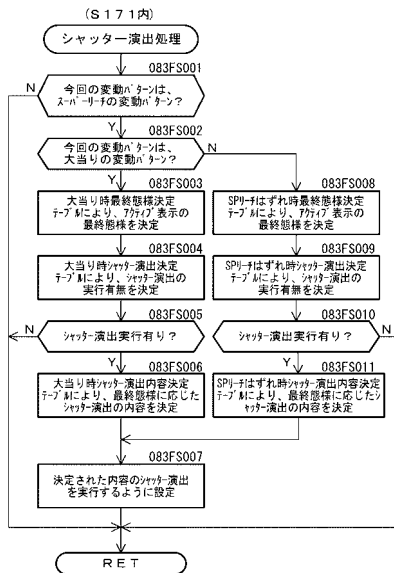 (S171内)
シャッター演出処理
083FS001
N
今回の変動パターンは、
スーパーリーチの変動パターン?
Y
083FS002
今回の変動パターンは、
大当りの変動パターン?
N
Y
083FS003
大当り時最終態様決定
テーブルにより、アクティブ表示の
最終態様を決定
083FS008
SPリーチはずれ時最終態様決定
テーブルにより、アクティブ表示の
最終態様を決定
083FS004
大当り時シャッター演出決定
テーブルにより、シャッター演出の
実行有無を決定
083FS009
SPリーチはずれ時シャッター演出決定
テーブルにより、シャッター演出の
実行有無を決定
083FS005
N
シャッター演出実行有り?
Y
083FS010
シャッター演出実行有り?
N
Y
083FS006
大当り時シャッター演出内容決定
テーブルにより、最終態様に応じた
シャッター演出の内容を決定
083FS011
SPリーチはずれ時シャッター演出内容決定
テーブルにより、最終態様に応じたシ
ャッター演出の内容を決定
083FS007
決定された内容のシャッター演出
を実行するように設定
RET